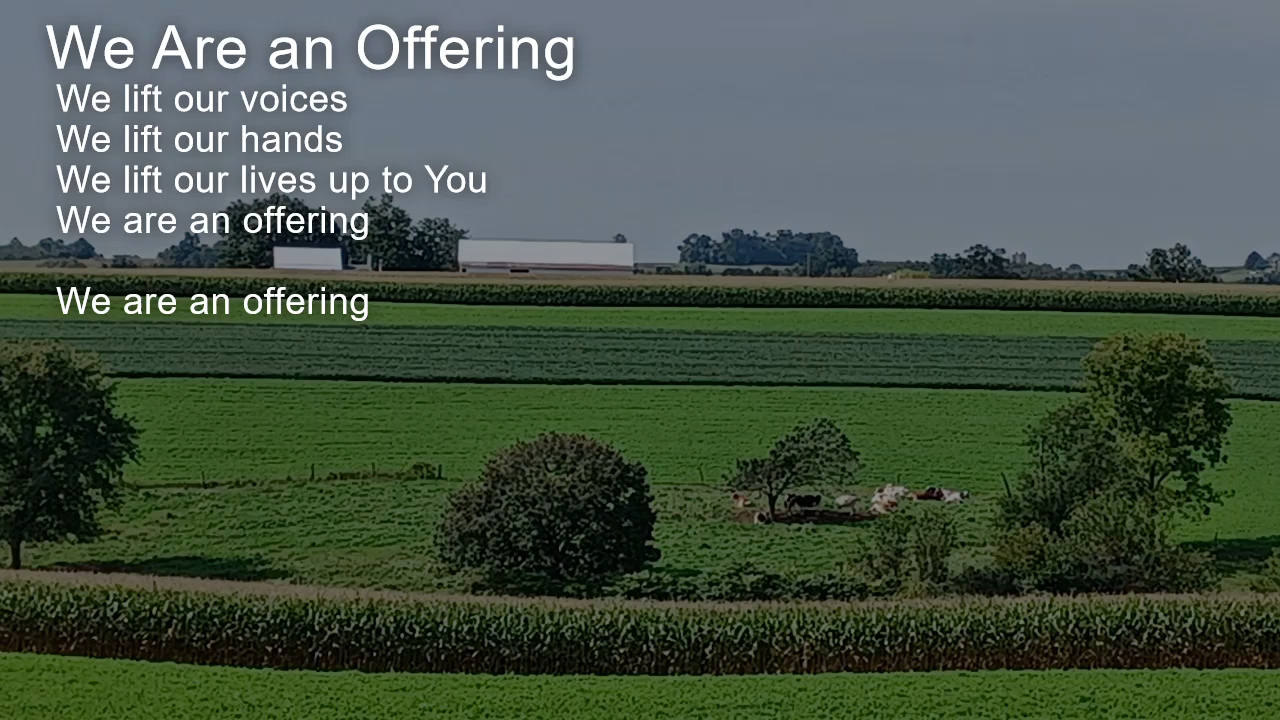 We Are an Offering
We lift our voices
We lift our hands
We lift our lives up to You
We are an offering
We are an offering